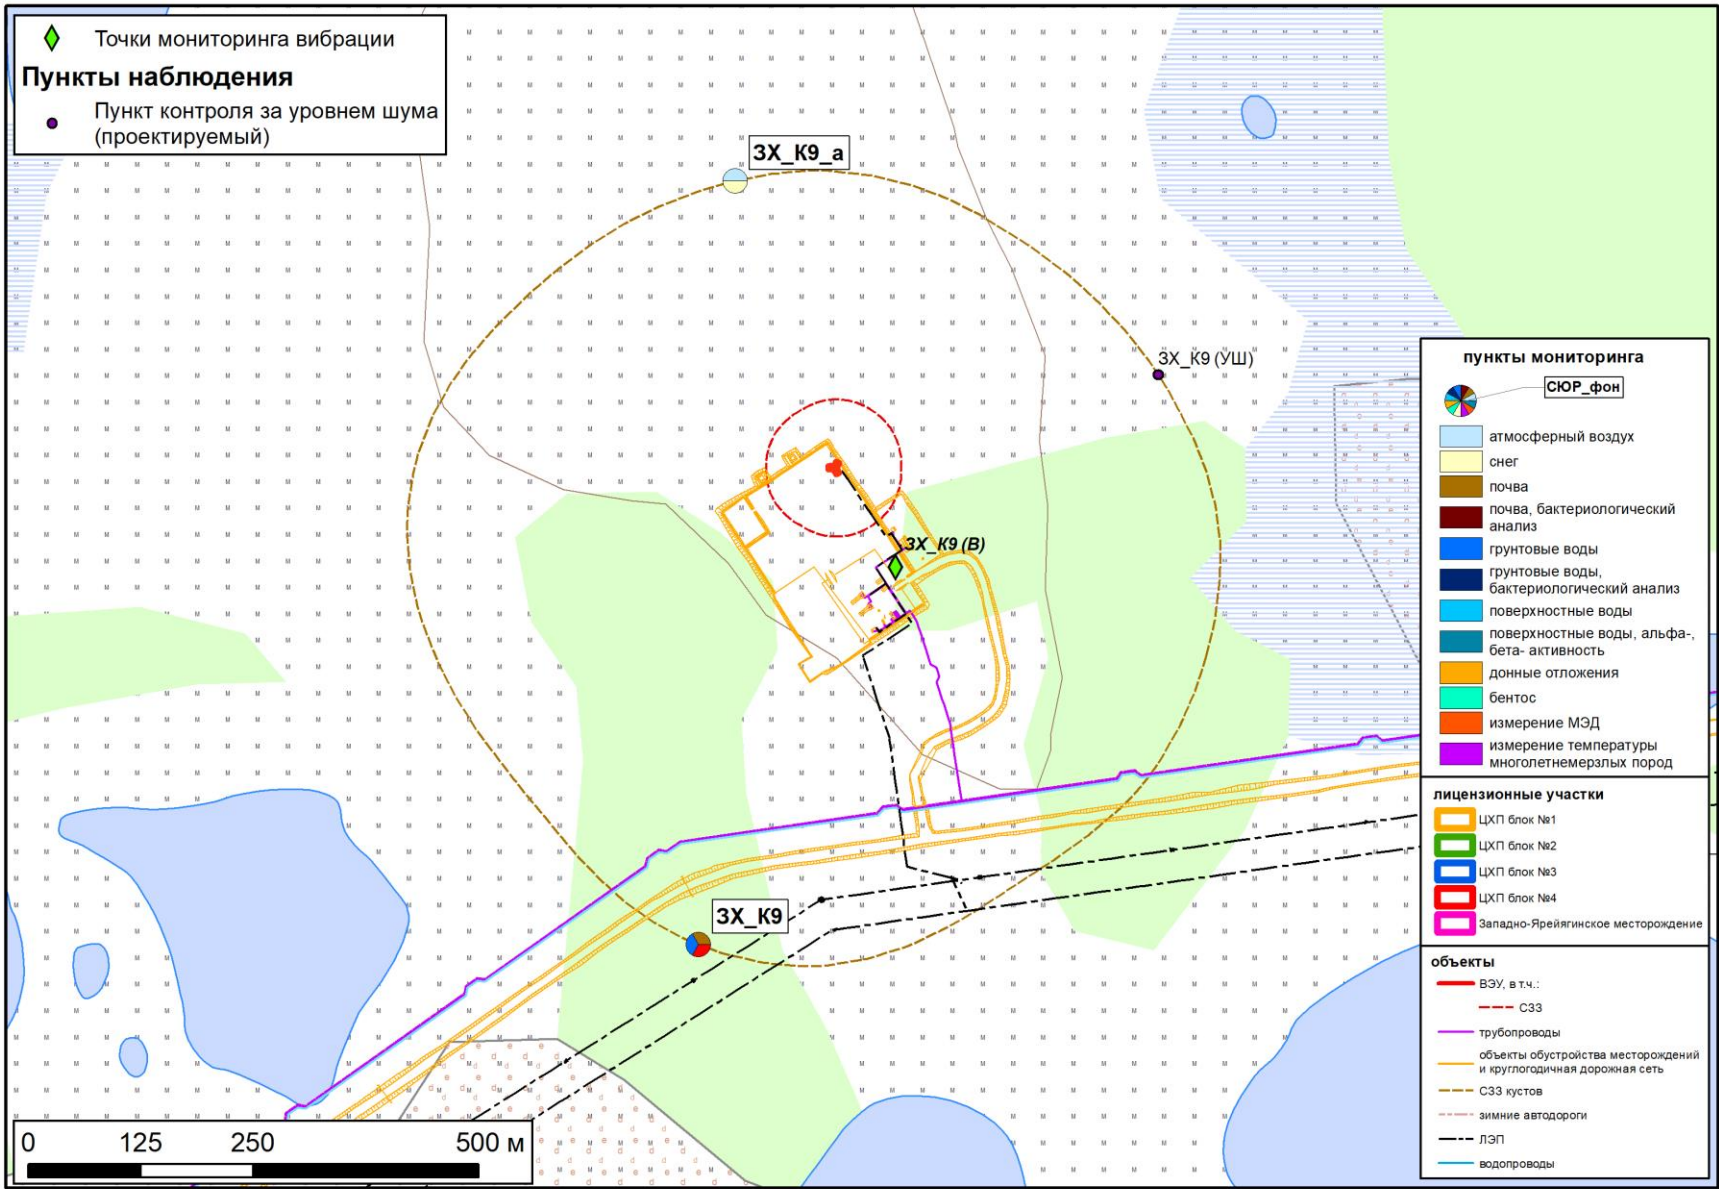 Точки мониторинга вибрации
Пункты наблюдения
Пункт контроля за уровнем шума
(проектируемый)
ЗХ_К9_а
ЗХ_К9 (УШ)
ЗХ_К9 (В)
ЗХ_К9
0 125 250 500 м
пункты мониторинга
СЮР_фон
атмосферный воздух
снег
почва
почва, бактериологический
анализ
грунтовые воды
грунтовые воды,
бактериологический анализ
поверхностные воды
поверхностные воды, альфа-,
бета- активность
донные отложения
бентос
измерение МЭД
измерение температуры
многолетнемерзлых пород
лицензионные участки
ЦХП блок №1
ЦХП блок №2
ЦХП блок №3
ЦХП блок №4
Западно-Ярейягинское месторождение
объекты
ВЭУ, в т.ч.:
СЗЗ
трубопроводы
объекты обустройства месторождений
и круглогодичная дорожная сеть
СЗЗ кустов
зимние автодороги
ЛЭП
водопроводы